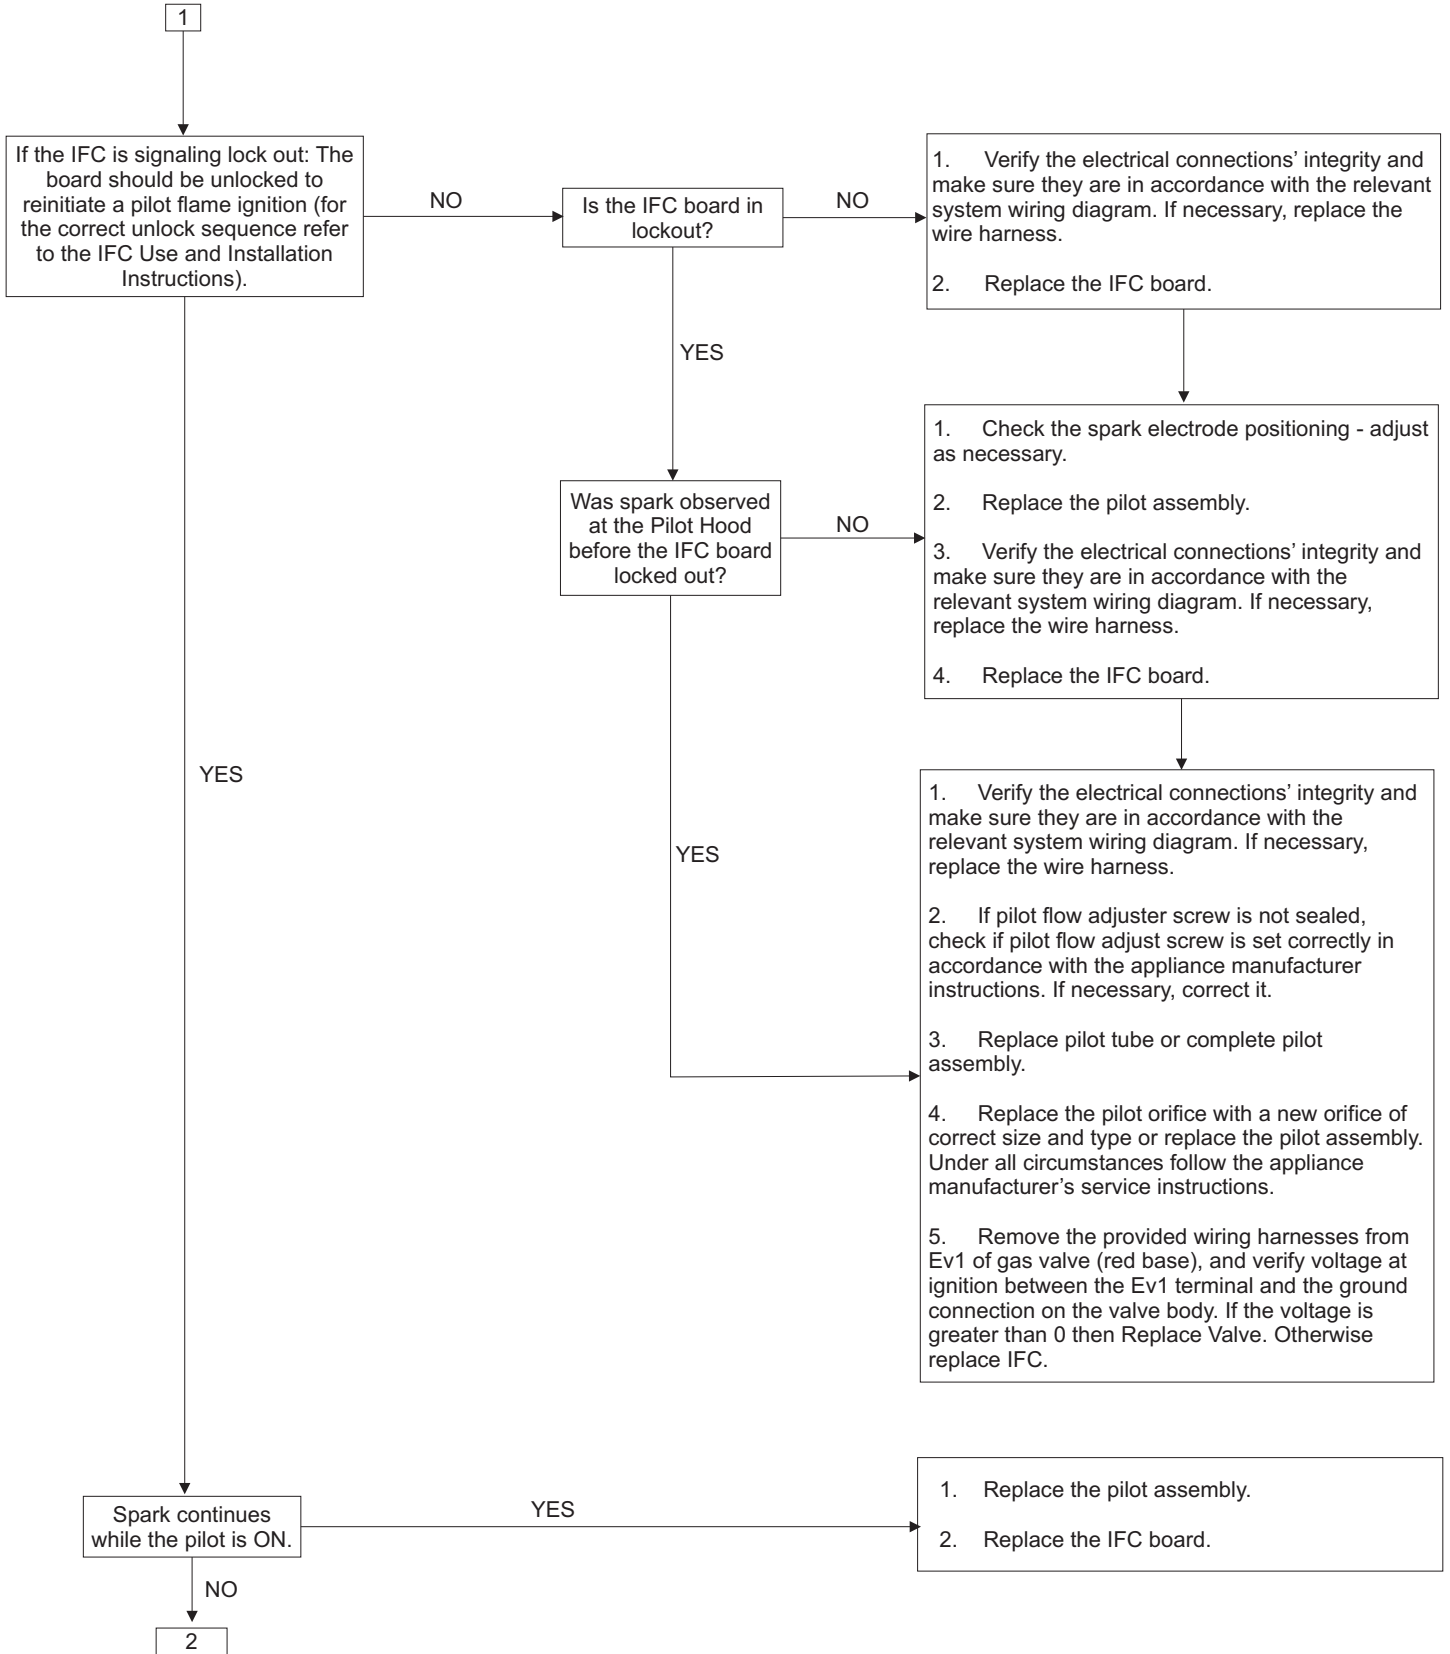 1
If the IFC is signaling lock out: The
board should be unlocked to
reinitiate a pilot flame ignition (for
the correct unlock sequence refer
to the IFC Use and Installation
Instructions).
NO
Is the IFC board in
lockout?
NO
1. Verify the electrical connections’ integrity and
make sure they are in accordance with the relevant
system wiring diagram. If necessary, replace the
wire harness.
2. Replace the IFC board.
YES
Was spark observed
at the Pilot Hood
before the IFC board
locked out?
NO
1. Check the spark electrode positioning - adjust
as necessary.
2. Replace the pilot assembly.
3. Verify the electrical connections’ integrity and
make sure they are in accordance with the
relevant system wiring diagram. If necessary,
replace the wire harness.
4. Replace the IFC board.
YES
YES
1. Verify the electrical connections’ integrity and
make sure they are in accordance with the
relevant system wiring diagram. If necessary,
replace the wire harness.
2. If pilot flow adjuster screw is not sealed,
check if pilot flow adjust screw is set correctly in
accordance with the appliance manufacturer
instructions. If necessary, correct it.
3. Replace pilot tube or complete pilot
assembly.
4. Replace the pilot orifice with a new orifice of
correct size and type or replace the pilot assembly.
Under all circumstances follow the appliance
manufacturer’s service instructions.
5. Remove the provided wiring harnesses from
Ev1 of gas valve (red base), and verify voltage at
ignition between the Ev1 terminal and the ground
connection on the valve body. If the voltage is
greater than 0 then Replace Valve. Otherwise
replace IFC.
Spark continues
while the pilot is ON.
YES
1. Replace the pilot assembly.
2. Replace the IFC board.
NO
2